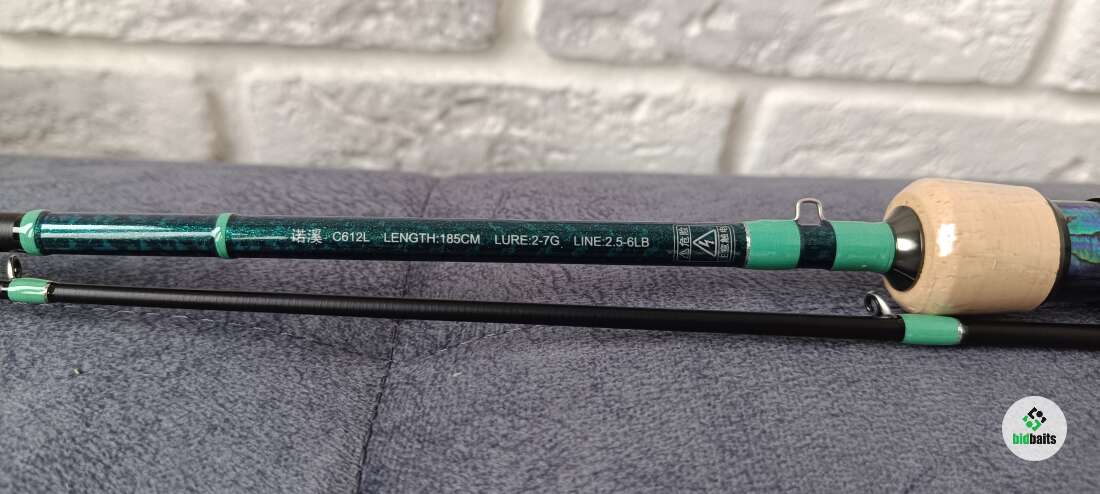 诺溪 C612L LENGTH:185CM LURE:2-7G LINE:2.5-6LB
bidbaits